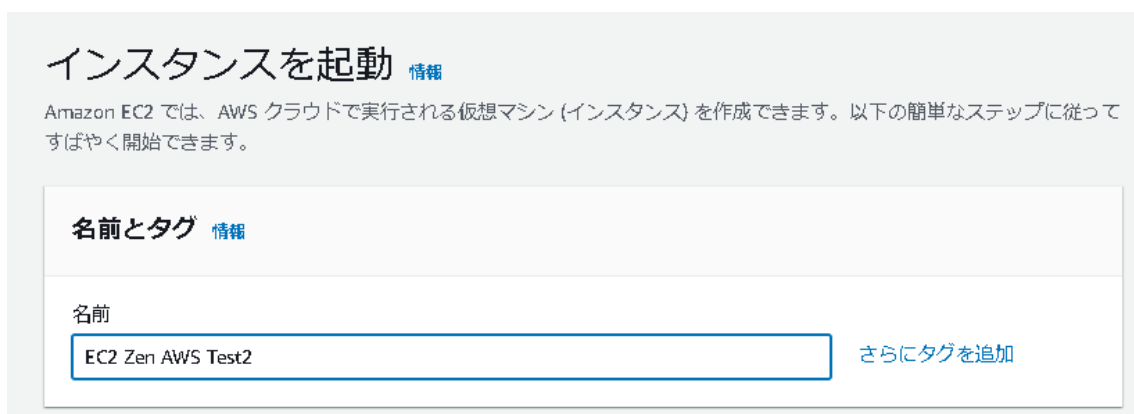 インスタンスを起動 情報
Amazon EC2 では、AWS クラウドで実行される仮想マシン (インスタンス) を作成できます。以下の簡単なステップに従って
すばやく開始できます。
名前とタグ 情報
名前
EC2 Zen AWS Test2 さらにタグを追加